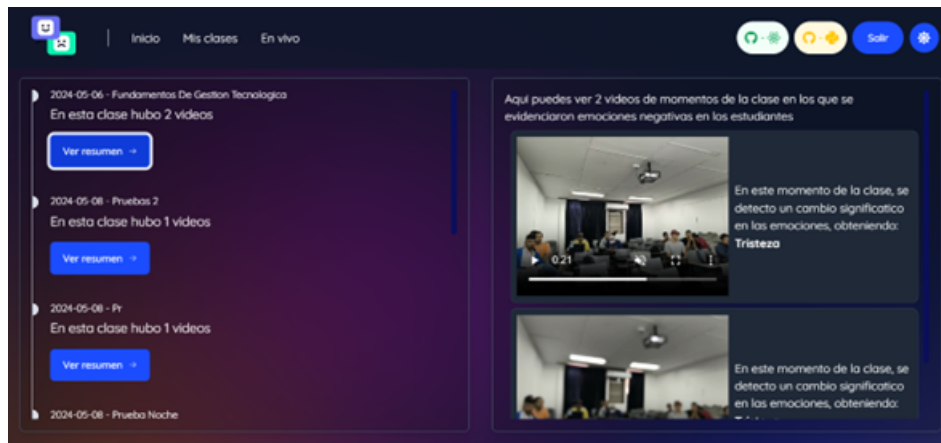 Inicio Mis clases En vivo Salir
2024-05-06 - Fundamentos De Gestion Tecnologica
En esta clase hubo 2 videos
Ver resumen →
2024-05-08 - Pruebas 2
En esta clase hubo 1 videos
Ver resumen →
2024-05-08 - Pr
En esta clase hubo 1 videos
Ver resumen →
2024-05-08 - Prueba Noche
Aqui puedes ver 2 videos de momentos de la clase en los que se
evidenciaron emociones negativas en los estudiantes
0:21
En este momento de la clase, se
detecto un cambio significatico
en las emociones, obteniendo:
Tristeza
En este momento de la clase, se
detecto un cambio significatico
en las emociones, obteniendo: